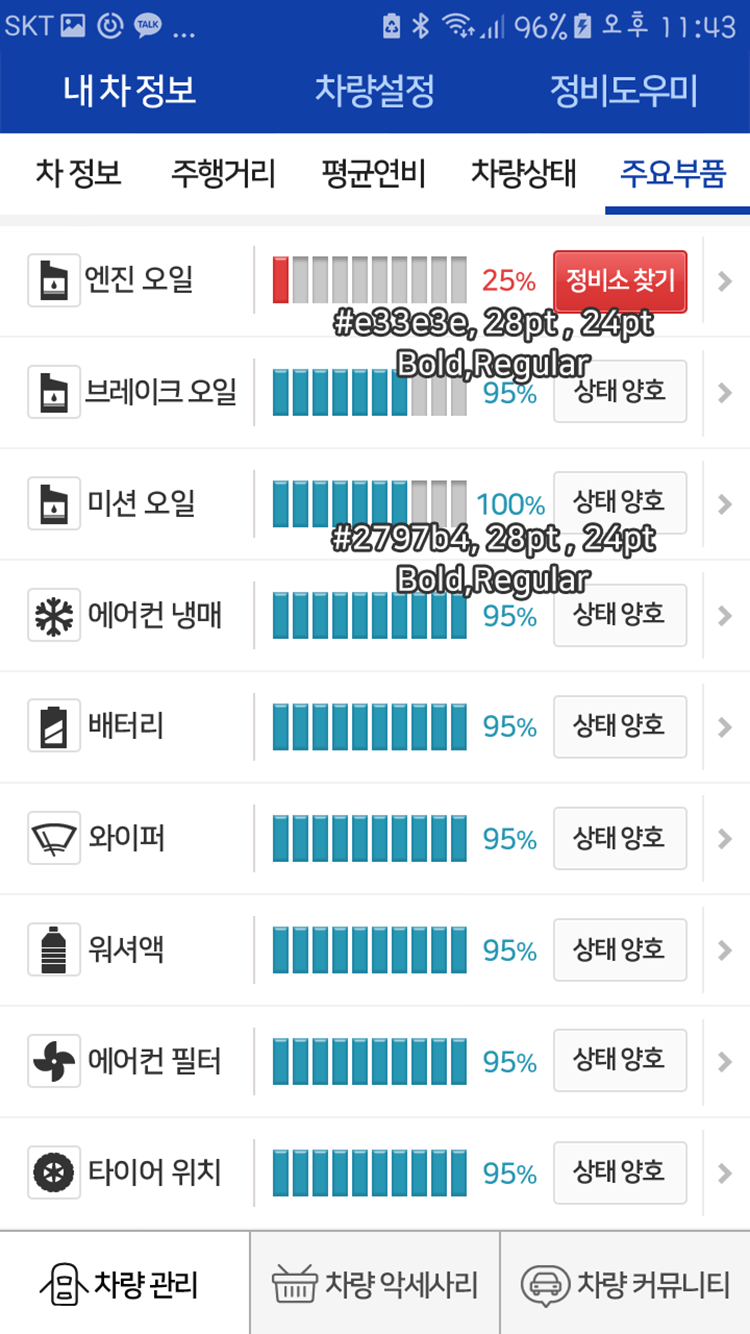 SKT TALK ... 96% 오후 11:43
내 차 정보 차량설정 정비도우미
차 정보 주행거리 평균연비 차량상태 주요부품
엔진 오일 25% 정비소 찾기
#e33e3e, 28pt , 24pt
Bold,Regular
브레이크 오일 95% 상태 양호
미션 오일 100% 상태 양호
#2797b4, 28pt , 24pt
Bold,Regular
에어컨 냉매 95% 상태 양호
배터리 95% 상태 양호
와이퍼 95% 상태 양호
워셔액 95% 상태 양호
에어컨 필터 95% 상태 양호
타이어 위치 95% 상태 양호
차량 관리 차량 악세사리 차량 커뮤니티